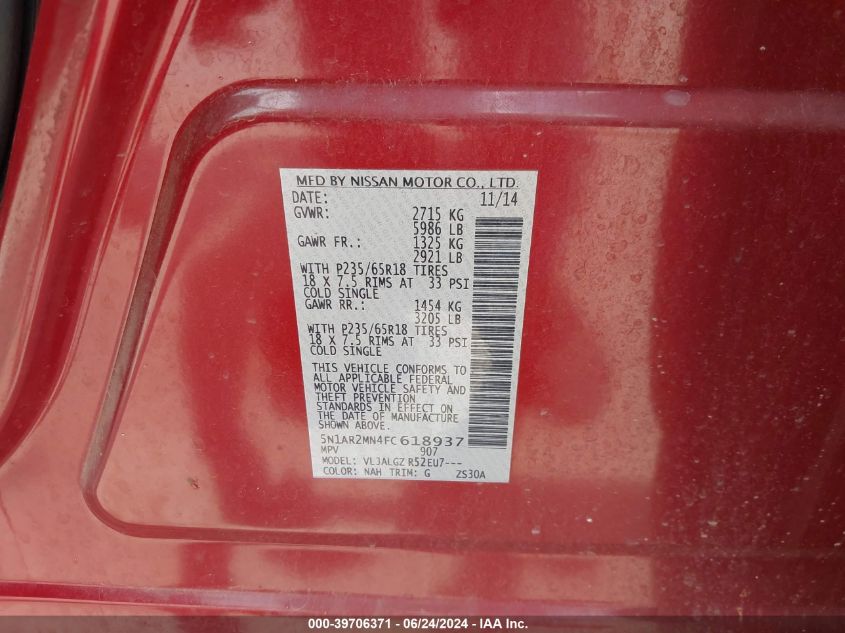 MFD BY NISSAN MOTOR CO., LTD.
DATE: 11/14
GVWR: 2715 KG
5986 LB
GAWR FR.: 1325 KG
2921 LB
WITH P235/65R18 TIRES
18 X 7.5 RIMS AT 33 PSI
COLD SINGLE
GAWR RR.: 1454 KG
3205 LB
WITH P235/65R18 TIRES
18 X 7.5 RIMS AT 33 PSI
COLD SINGLE
THIS VEHICLE CONFORMS TO
ALL APPLICABLE FEDERAL
MOTOR VEHICLE SAFETY AND
THEFT PREVENTION
STANDARDS IN EFFECT ON
THE DATE OF MANUFACTURE
SHOWN ABOVE.
5N1AR2MN4FC618937
MPV 907
MODEL: VLJALGZ R52EU7---
COLOR: NAH TRIM: G ZS30A
000-39706371 - 06/24/2024 - IAA Inc.